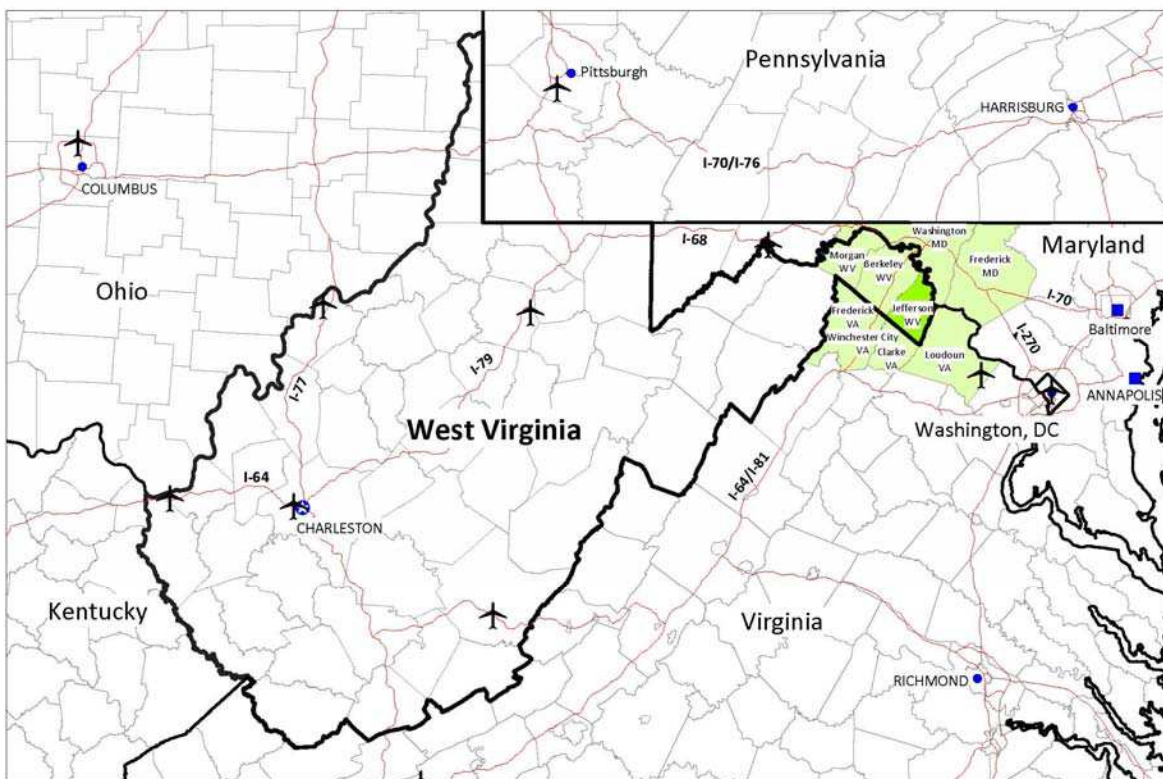 Pittsburgh
Pennsylvania
HARRISBURG
COLUMBUS
I-70/I-76
I-68
Washington
MD
Maryland
Morgan
WV
Berkeley
WV
Frederick
MD
Ohio
I-70
Frederick
VA
Jefferson
WV
Baltimore
I-79
I-77
Winchester City
VA
Clarke
VA
Loudoun
VA
I-270
ANNAPOLIS
West Virginia
Washington, DC
I-64
I-64/I-81
CHARLESTON
Kentucky
Virginia
RICHMOND